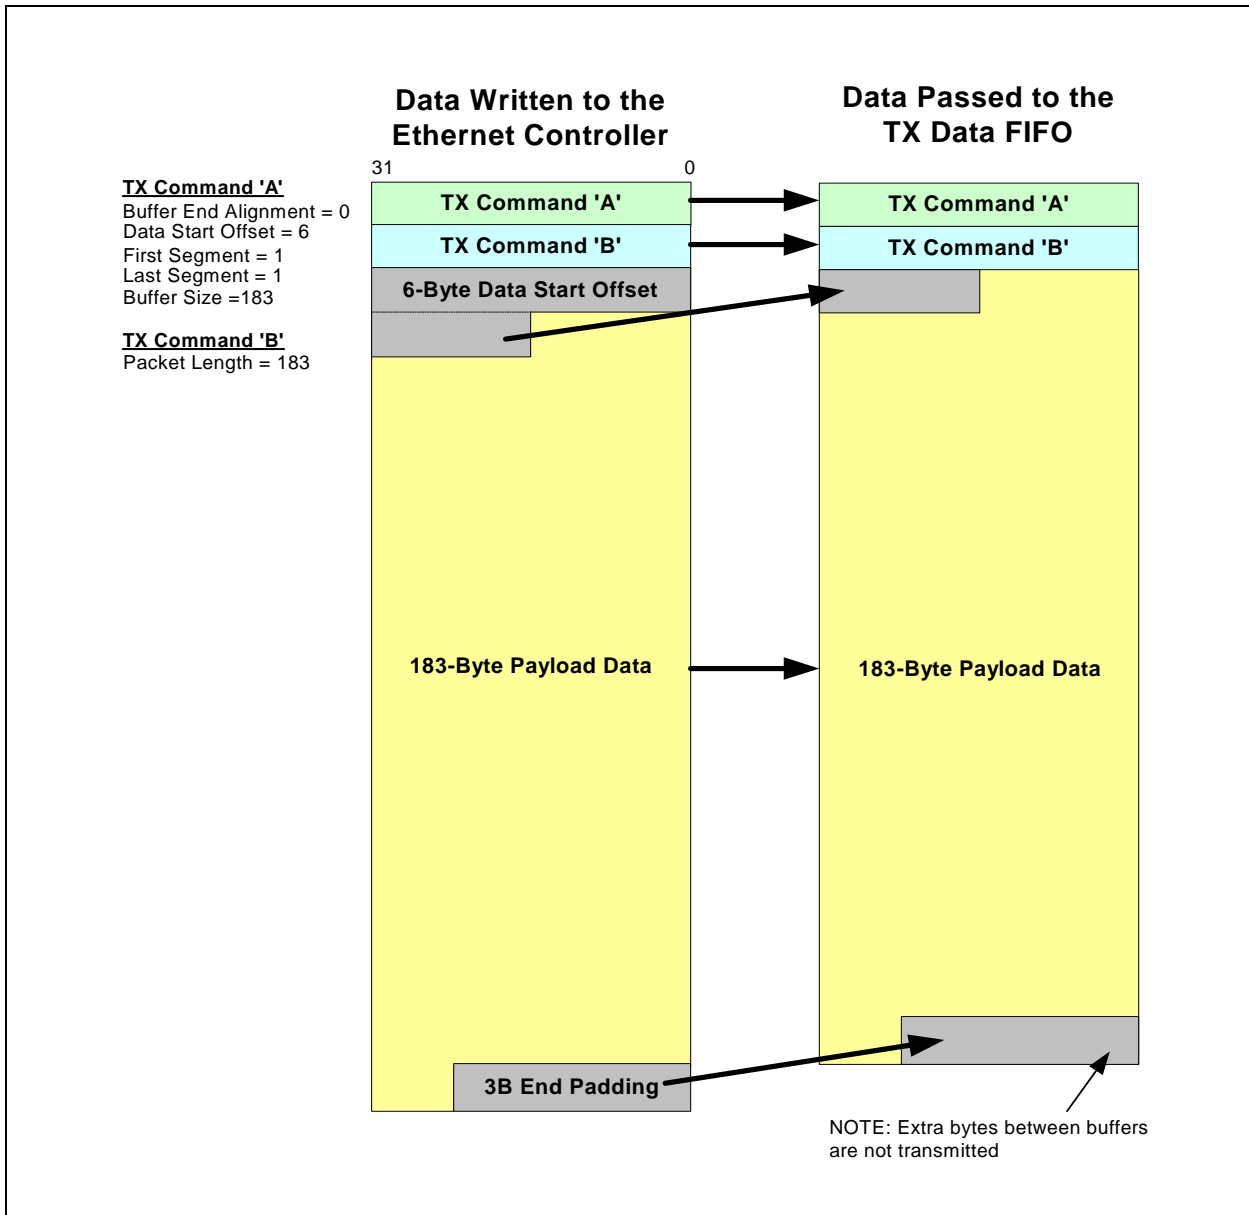 Data Written to the
Ethernet Controller
Data Passed to the
TX Data FIFO
31
0
TX Command 'A'
Buffer End Alignment = 0
Data Start Offset = 6
First Segment = 1
Last Segment = 1
Buffer Size =183
TX Command 'B'
Packet Length = 183
TX Command 'A'
TX Command 'B'
6-Byte Data Start Offset
183-Byte Payload Data
3B End Padding
TX Command 'A'
TX Command 'B'
183-Byte Payload Data
NOTE: Extra bytes between buffers
are not transmitted